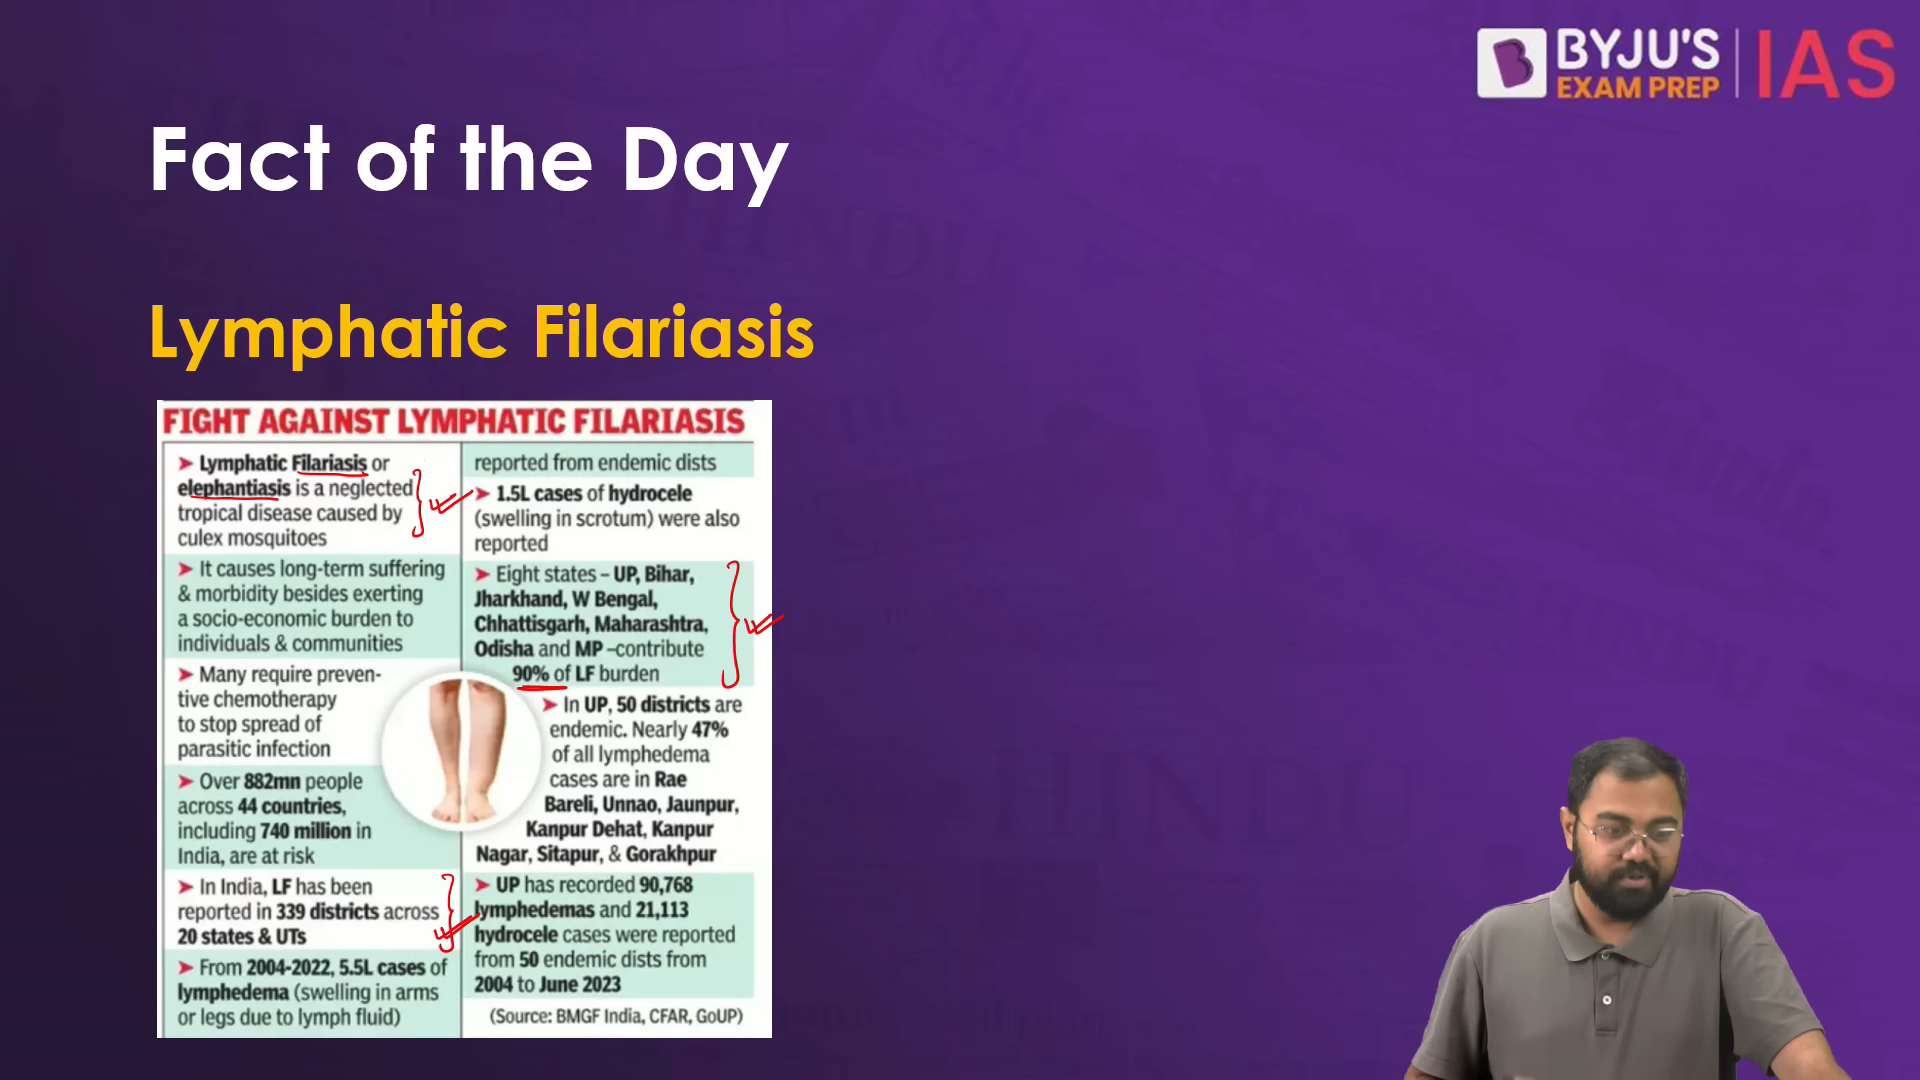 BYJU'S
EXAM PREP
IAS
Fact of the Day
Lymphatic Filariasis
FIGHT AGAINST LYMPHATIC FILARIASIS
➤ Lymphatic Filariasis or
elephantiasis is a neglected
tropical disease caused by
culex mosquitoes
➤ It causes long-term suffering
& morbidity besides exerting
a socio-economic burden to
individuals & communities
➤ Many require preven-
tive chemotherapy
to stop spread of
parasitic infection
➤ Over 882mn people
across 44 countries,
including 740 million in
India, are at risk
➤ In India, LF has been
reported in 339 districts across
20 states & UTs
➤ From 2004-2022, 5.5L cases of
lymphedema (swelling in arms
or legs due to lymph fluid)
reported from endemic dists
➤ 1.5L cases of hydrocele
(swelling in scrotum) were also
reported
➤ Eight states – UP, Bihar,
Jharkhand, W Bengal,
Chhattisgarh, Maharashtra,
Odisha and MP –contribute
90% of LF burden
➤ In UP, 50 districts are
endemic. Nearly 47%
of all lymphedema
cases are in Rae
Bareli, Unnao, Jaunpur,
Kanpur Dehat, Kanpur
Nagar, Sitapur, & Gorakhpur
➤ UP has recorded 90,768
lymphedemas and 21,113
hydrocele cases were reported
from 50 endemic dists from
2004 to June 2023
(Source: BMGF India, CFAR, GoUP)
HINDU
HINDU